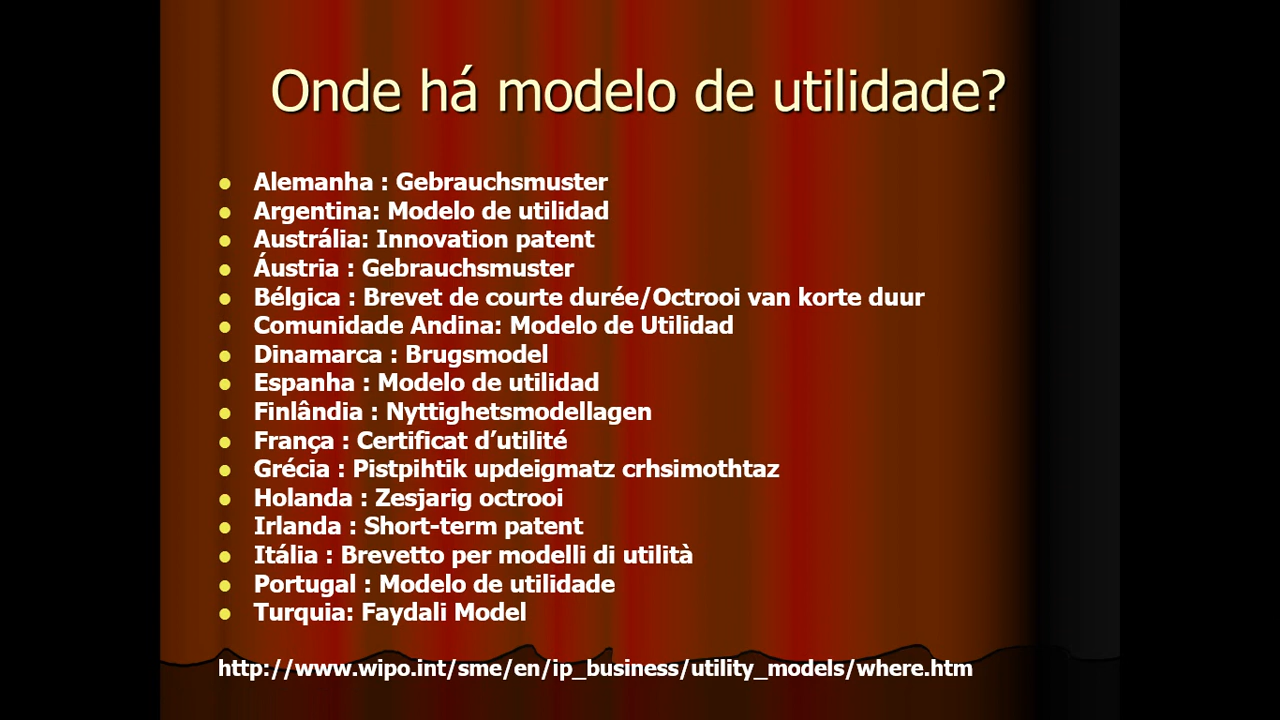 Onde há modelo de utilidade?
Alemanha : Gebrauchsmuster
Argentina: Modelo de utilidad
Austrália: Innovation patent
Áustria : Gebrauchsmuster
Bélgica : Brevet de courte durée/Octrooi van korte duur
Comunidade Andina: Modelo de Utilidad
Dinamarca : Brugsmodel
Espanha : Modelo de utilidad
Finlândia : Nyttighetsmodellagen
França : Certificat d’utilité
Grécia : Pistpihtik updeigmatz crhsimothtaz
Holanda : Zesjarig octrooi
Irlanda : Short-term patent
Itália : Brevetto per modelli di utilità
Portugal : Modelo de utilidade
Turquia: Faydali Model
http://www.wipo.int/sme/en/ip_business/utility_models/where.htm